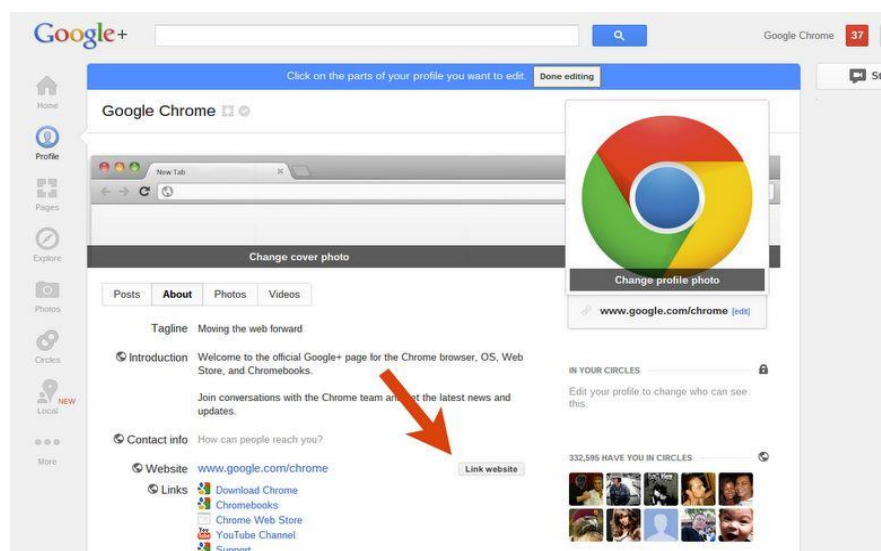 Google+
Google Chrome 37
St
Click on the parts of your profile you want to edit. Done editing
Home
Profile
Pages
Explore
Photos
Circles
Local NEW
More
Google Chrome
New Tab
Change cover photo
Change profile photo
www.google.com/chrome [edit]
Posts About Photos Videos
Tagline Moving the web forward
Introduction Welcome to the official Google+ page for the Chrome browser, OS, Web
Store, and Chromebooks.
Join conversations with the Chrome team and get the latest news and
updates.
Contact info How can people reach you?
Website www.google.com/chrome Link website
Links Download Chrome
Chromebooks
Chrome Web Store
YouTube Channel
Support
IN YOUR CIRCLES
Edit your profile to change who can see
this.
332,595 HAVE YOU IN CIRCLES